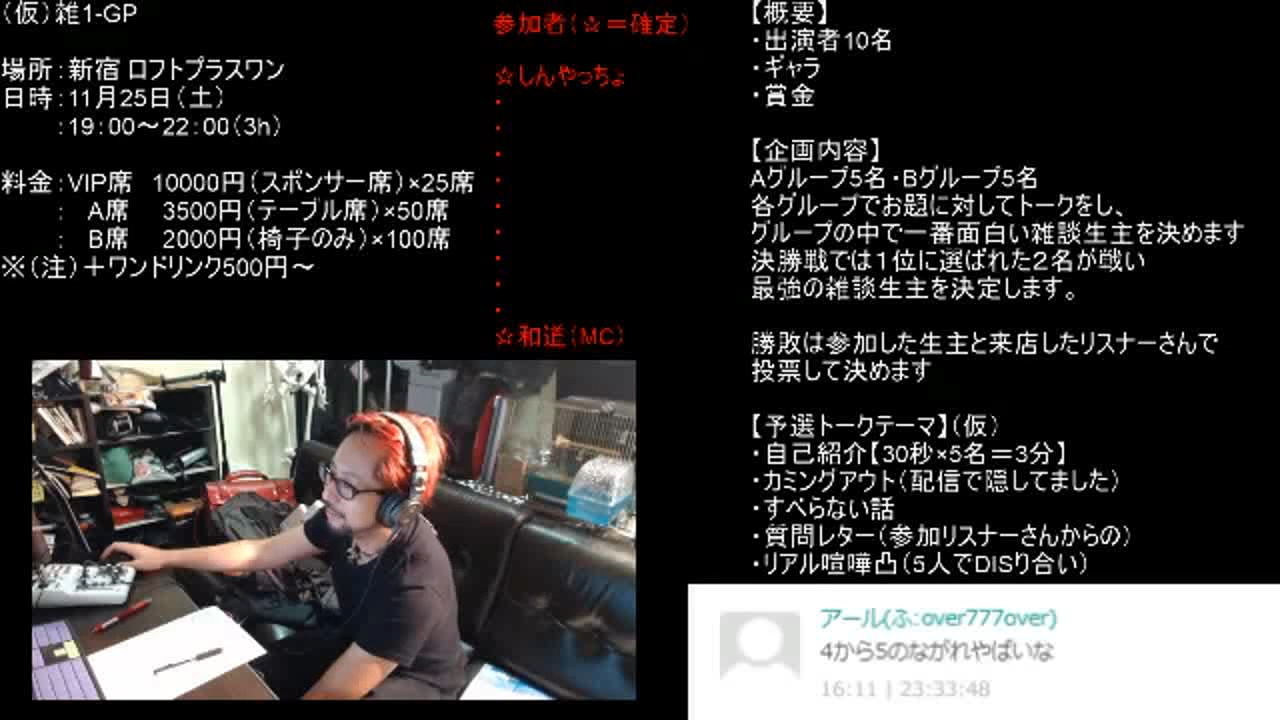 （仮）雑1-GP
場所：新宿 ロフトプラスワン
日時：11月25日（土）
：19：00～22：00（3h）
料金：VIP席 10000円（スポンサー席）×25席
： A席 3500円（テーブル席）×50席
： B席 2000円（椅子のみ）×100席
※（注）＋ワンドリンク500円～
参加者（☆＝確定）
☆しんやっちょ
・
・
・
・
・
・
・
・
・
☆和道（MC）
【概要】
・出演者10名
・ギャラ
・賞金
【企画内容】
Aグループ5名・Bグループ5名
各グループでお題に対してトークをし、
グループの中で一番面白い雑談生主を決めます
決勝戦では１位に選ばれた２名が戦い
最強の雑談生主を決定します。
勝敗は参加した生主と来店したリスナーさんで
投票して決めます
【予選トークテーマ】（仮）
・自己紹介【30秒×5名＝3分】
・カミングアウト（配信で隠してました）
・すべらない話
・質問レター（参加リスナーさんからの）
・リアル喧嘩凸（５人でDISり合い）
アール(ふ:over777over)
4から5のながれやばいな
16:11 | 23:33:48